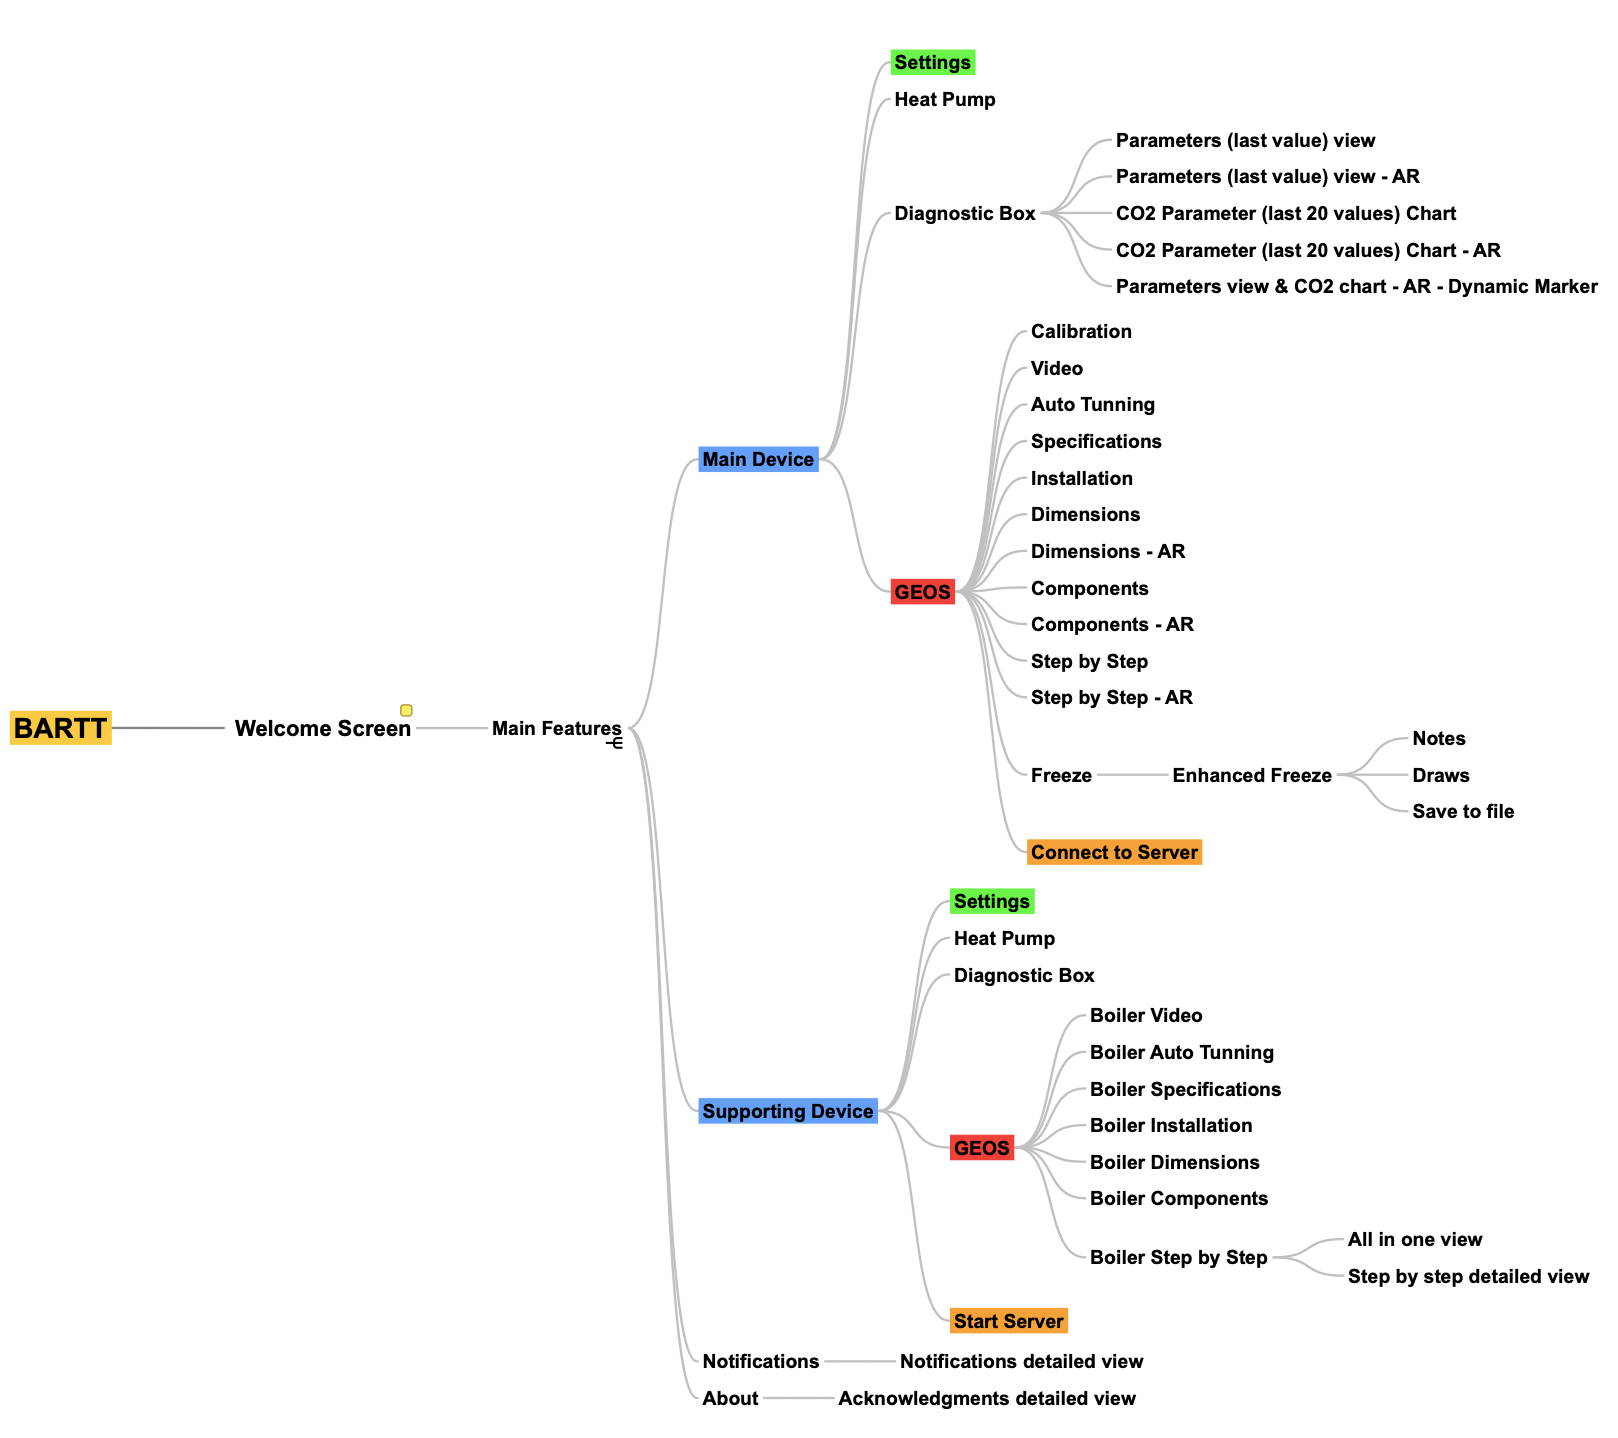 BARTT
Welcome Screen
Main Features
Main Device
Settings
Heat Pump
Diagnostic Box
Parameters (last value) view
Parameters (last value) view - AR
CO2 Parameter (last 20 values) Chart
CO2 Parameter (last 20 values) Chart - AR
Parameters view & CO2 chart - AR - Dynamic Marker
GEOS
Calibration
Video
Auto Tunning
Specifications
Installation
Dimensions
Dimensions - AR
Components
Components - AR
Step by Step
Step by Step - AR
Freeze
Enhanced Freeze
Notes
Draws
Save to file
Connect to Server
Supporting Device
Settings
Heat Pump
Diagnostic Box
GEOS
Boiler Video
Boiler Auto Tunning
Boiler Specifications
Boiler Installation
Boiler Dimensions
Boiler Components
Boiler Step by Step
All in one view
Step by step detailed view
Start Server
Notifications
Notifications detailed view
About
Acknowledgments detailed view